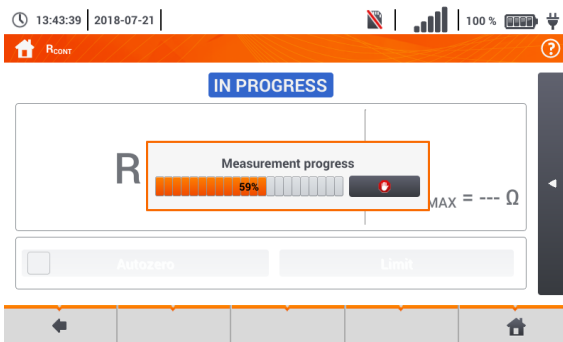 13:43:39 2018-07-21 100 %
RCONT ?
IN PROGRESS
R
Measurement progress
59%
MAX = --- Ω
Autozero Limit